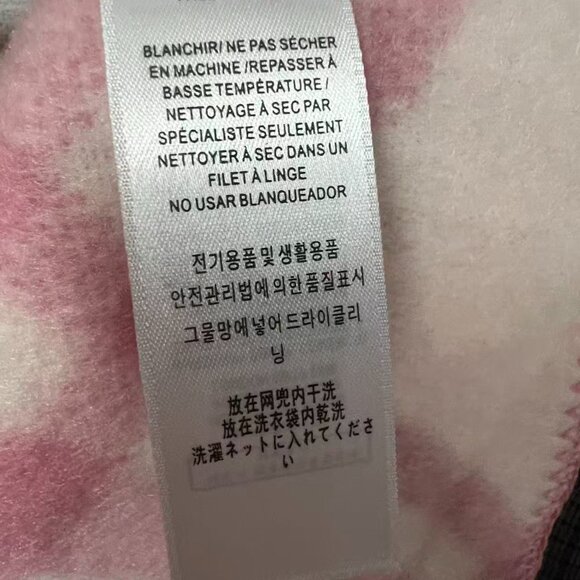 BLANCHIR/ NE PAS SÉCHER
EN MACHINE /REPASSER À
BASSE TEMPÉRATURE /
NETTOYAGE À SEC PAR
SPÉCIALISTE SEULEMENT
NETTOYER À SEC DANS UN
FILET À LINGE
NO USAR BLANQUEADOR
전기용품및생활용품
안전관리법에의한품질표시
그물망에넣어드라이클리
닝
放在网兜内干洗
放在洗衣袋内乾洗
洗濯ネットに入れてくださ
い